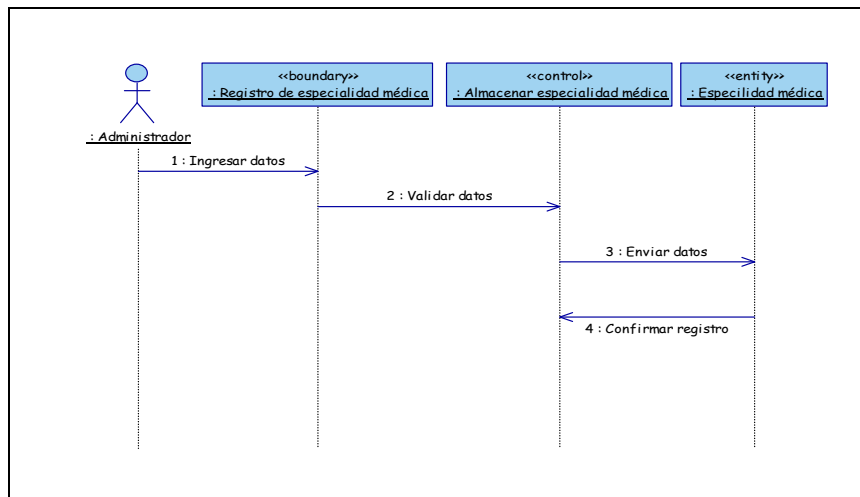 <<boundary>>
: Registro de especialidad médica
<<control>>
: Almacenar especialidad médica
<<entity>>
: Especilidad médica
: Administrador
1 : Ingresar datos
2 : Validar datos
3 : Enviar datos
4 : Confirmar registro